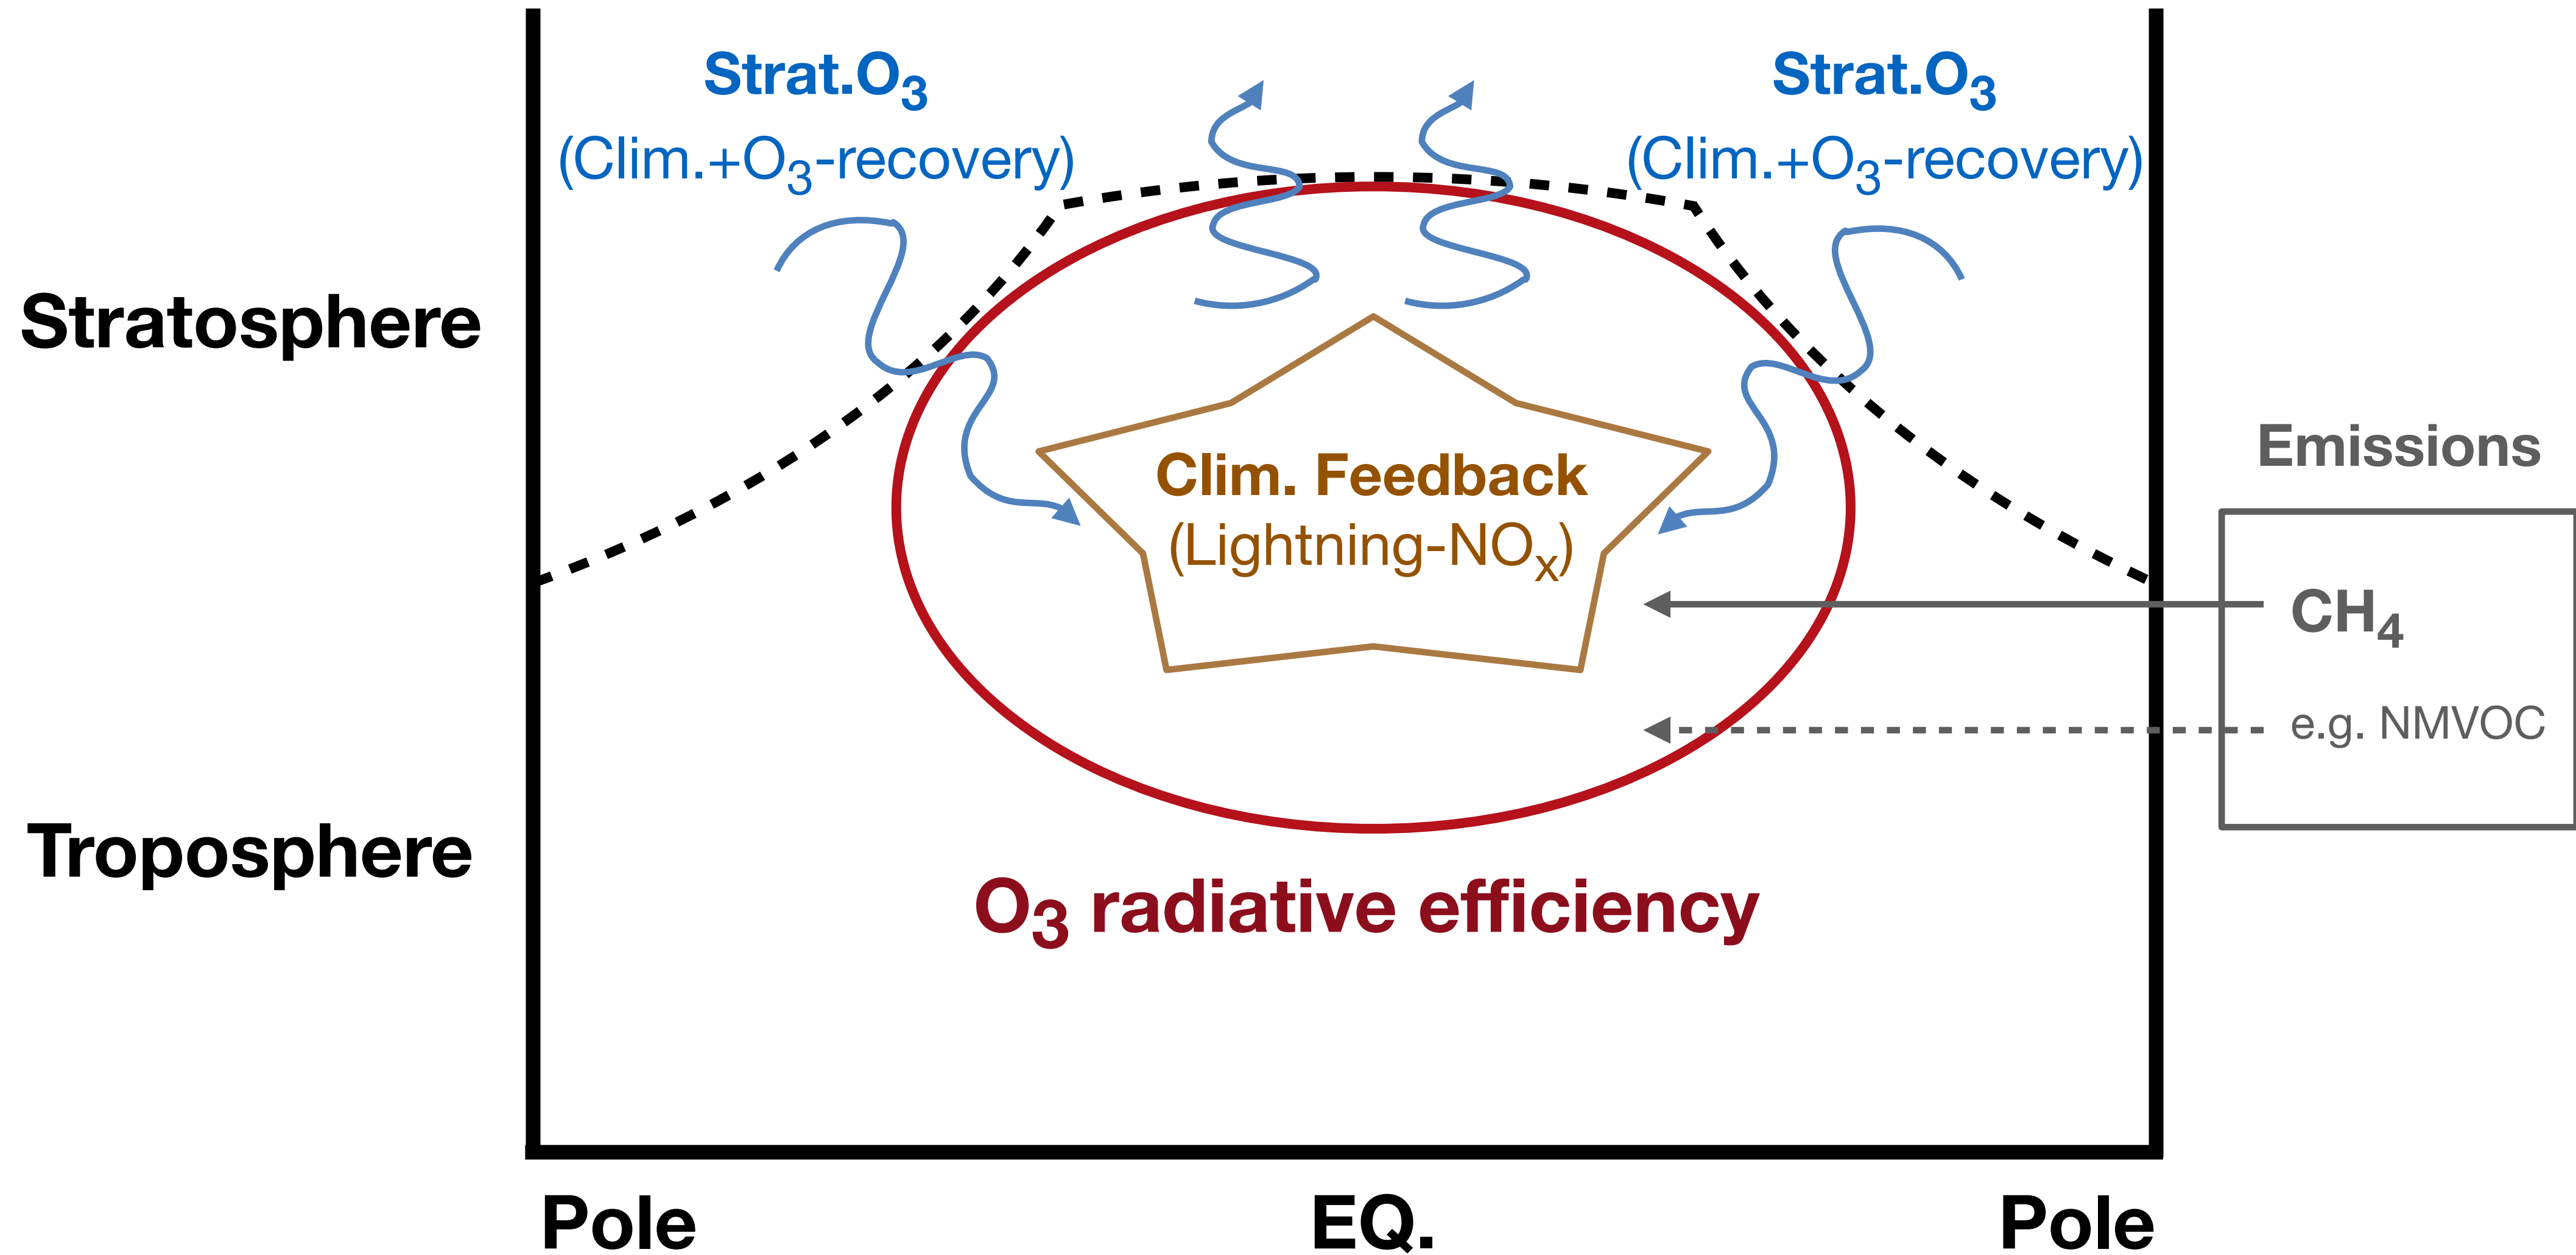 Strat.O₃
(Clim.+O₃-recovery)
Strat.O₃
(Clim.+O₃-recovery)
Stratosphere
Clim. Feedback
(Lightning-NOₓ)
Emissions
CH₄
e.g. NMVOC
Troposphere
O₃ radiative efficiency
Pole
EQ.
Pole